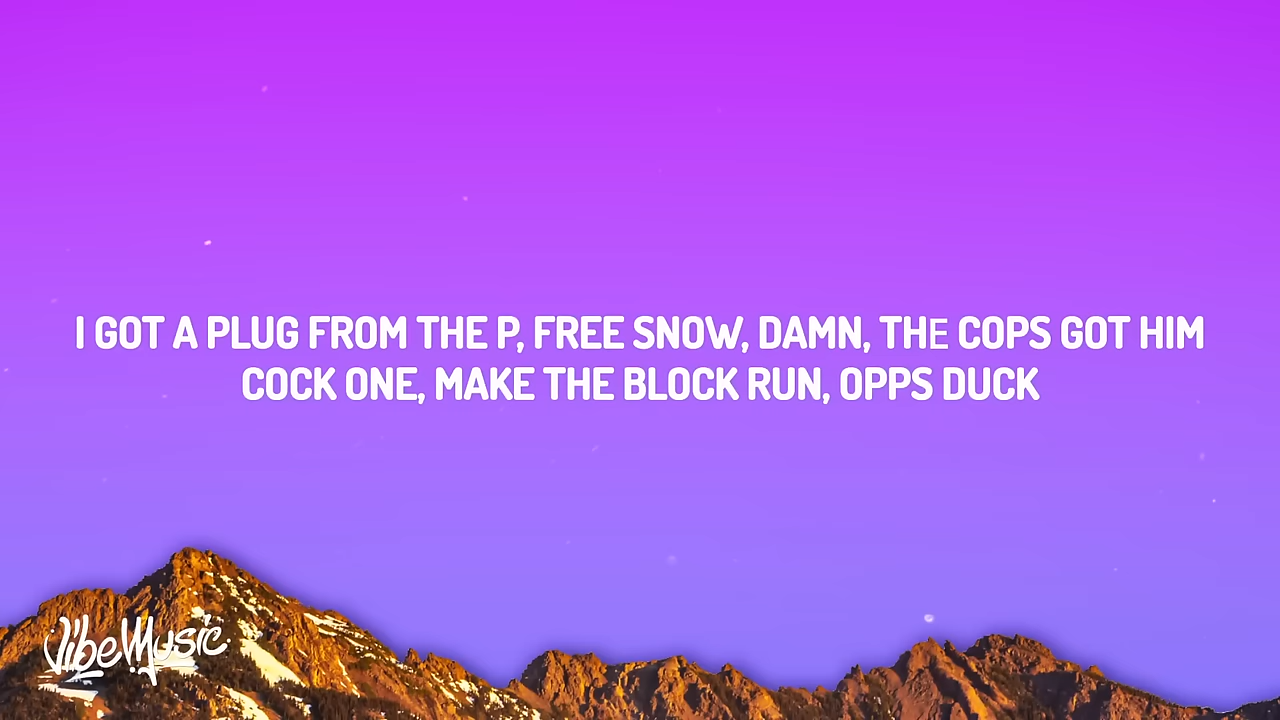 I GOT A PLUG FROM THE P, FREE SNOW, DAMN, THE COPS GOT HIM
COCK ONE, MAKE THE BLOCK RUN, OPPS DUCK
VibeMusic